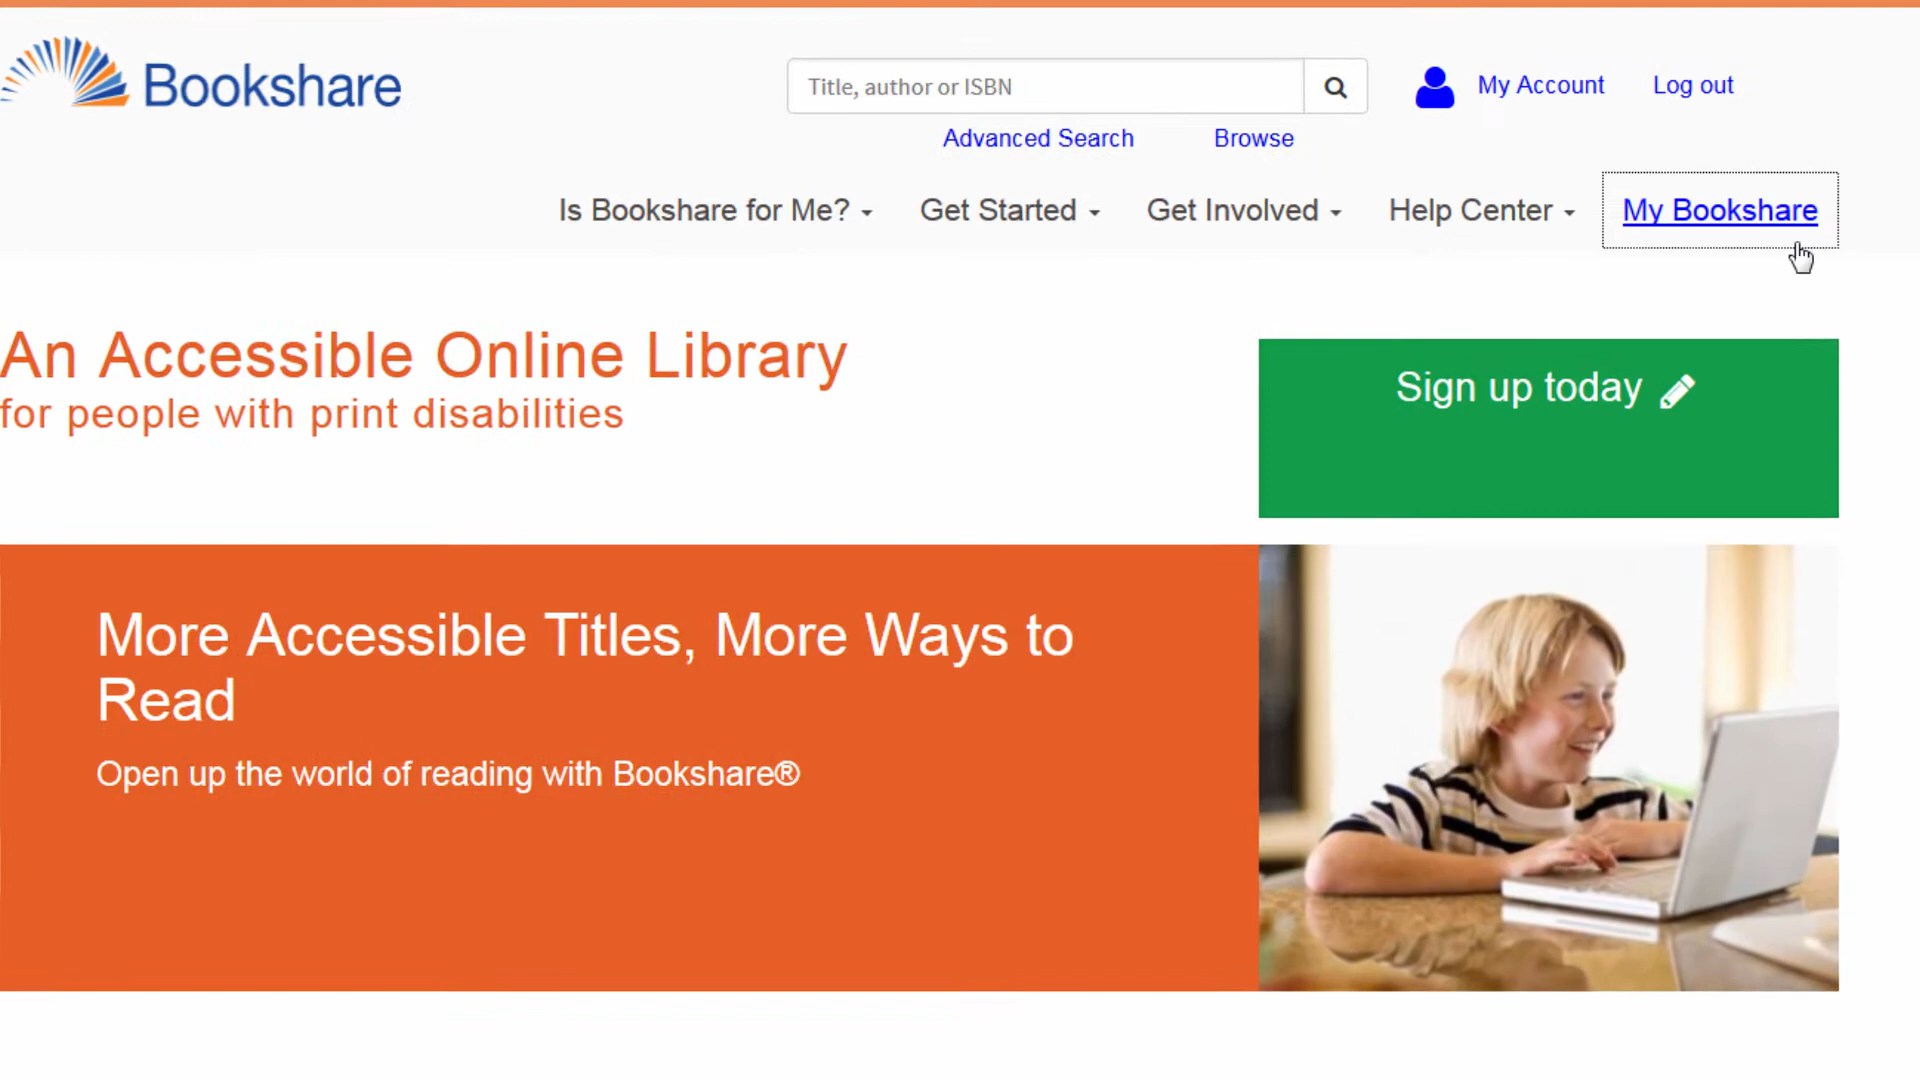 Bookshare
Title, author or ISBN
My Account
Log out
Advanced Search
Browse
Is Bookshare for Me?
Get Started
Get Involved
Help Center
My Bookshare
An Accessible Online Library
for people with print disabilities
Sign up today
More Accessible Titles, More Ways to
Read
Open up the world of reading with Bookshare®